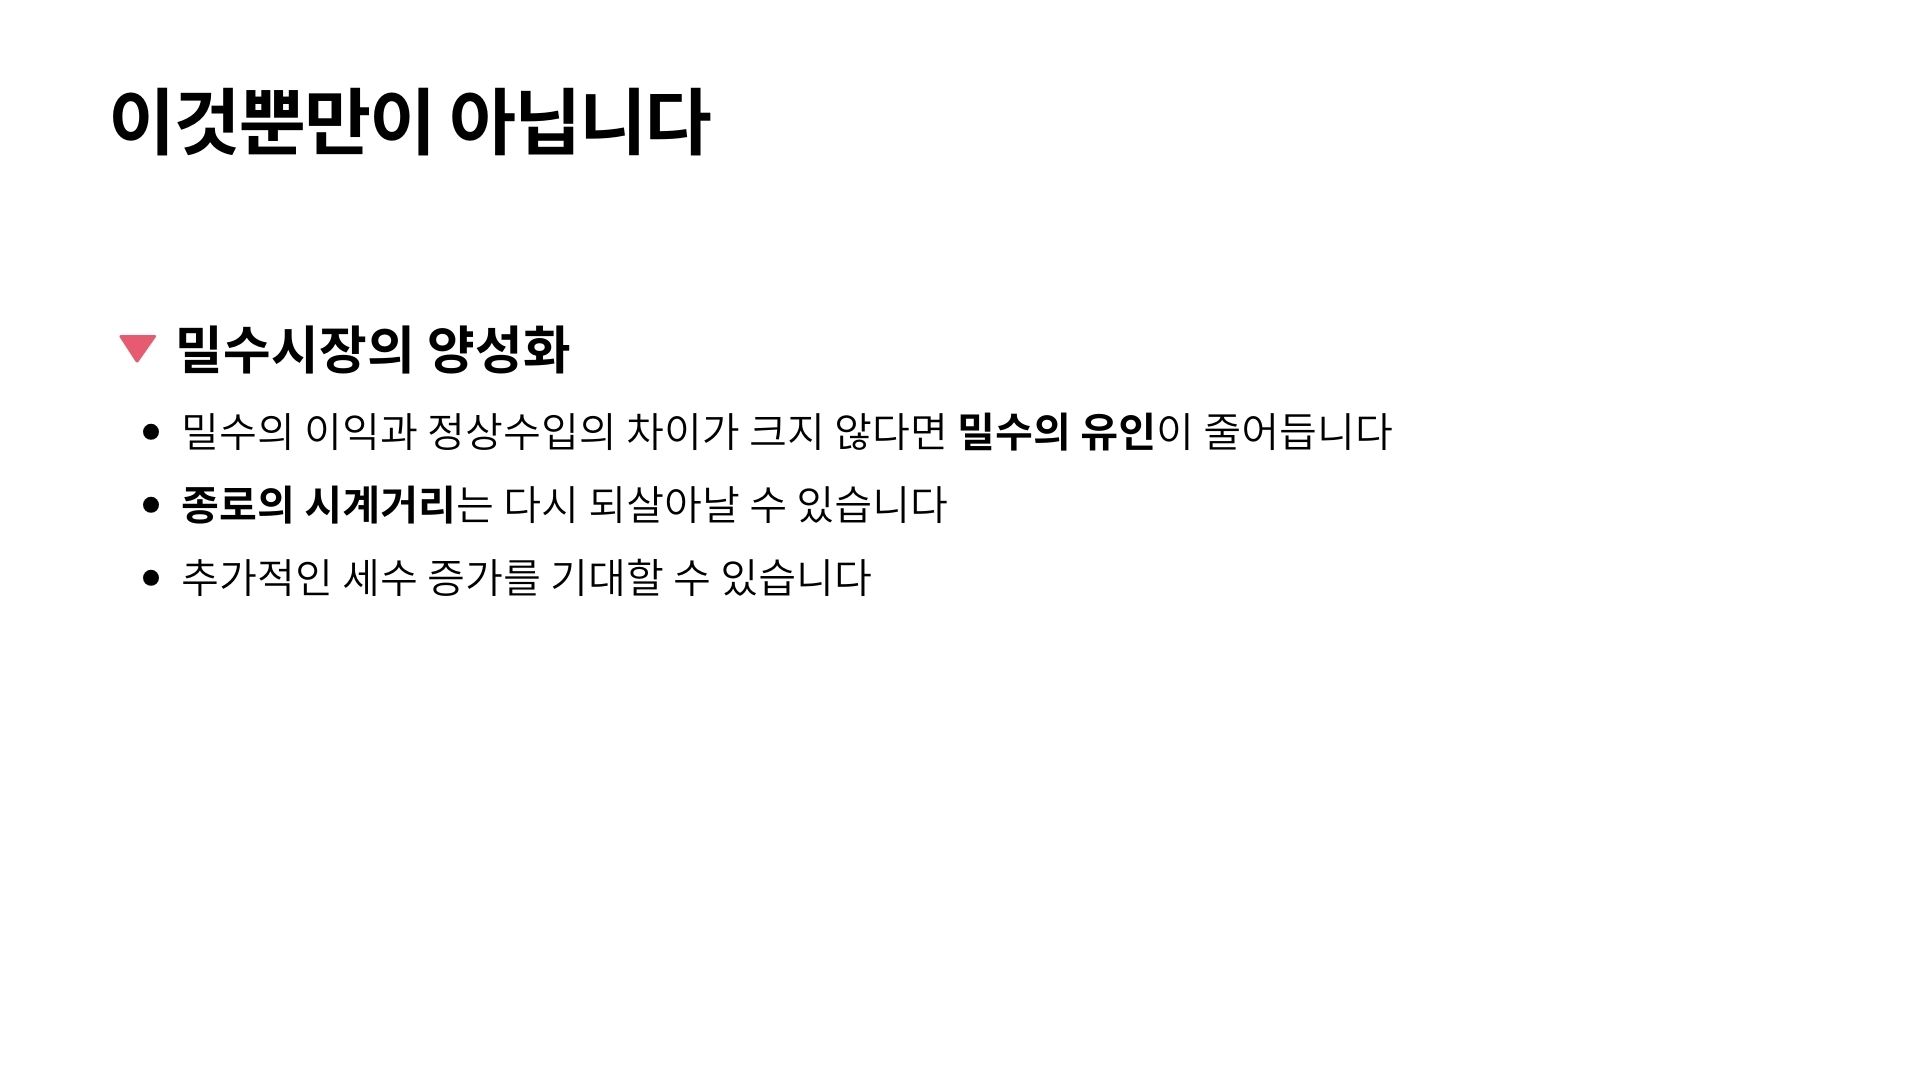 이것뿐만이 아닙니다
밀수시장의 양성화
밀수의 이익과 정상수입의 차이가 크지 않다면 밀수의 유인이 줄어듭니다
종로의 시계거리는 다시 되살아날 수 있습니다
추가적인 세수 증가를 기대할 수 있습니다